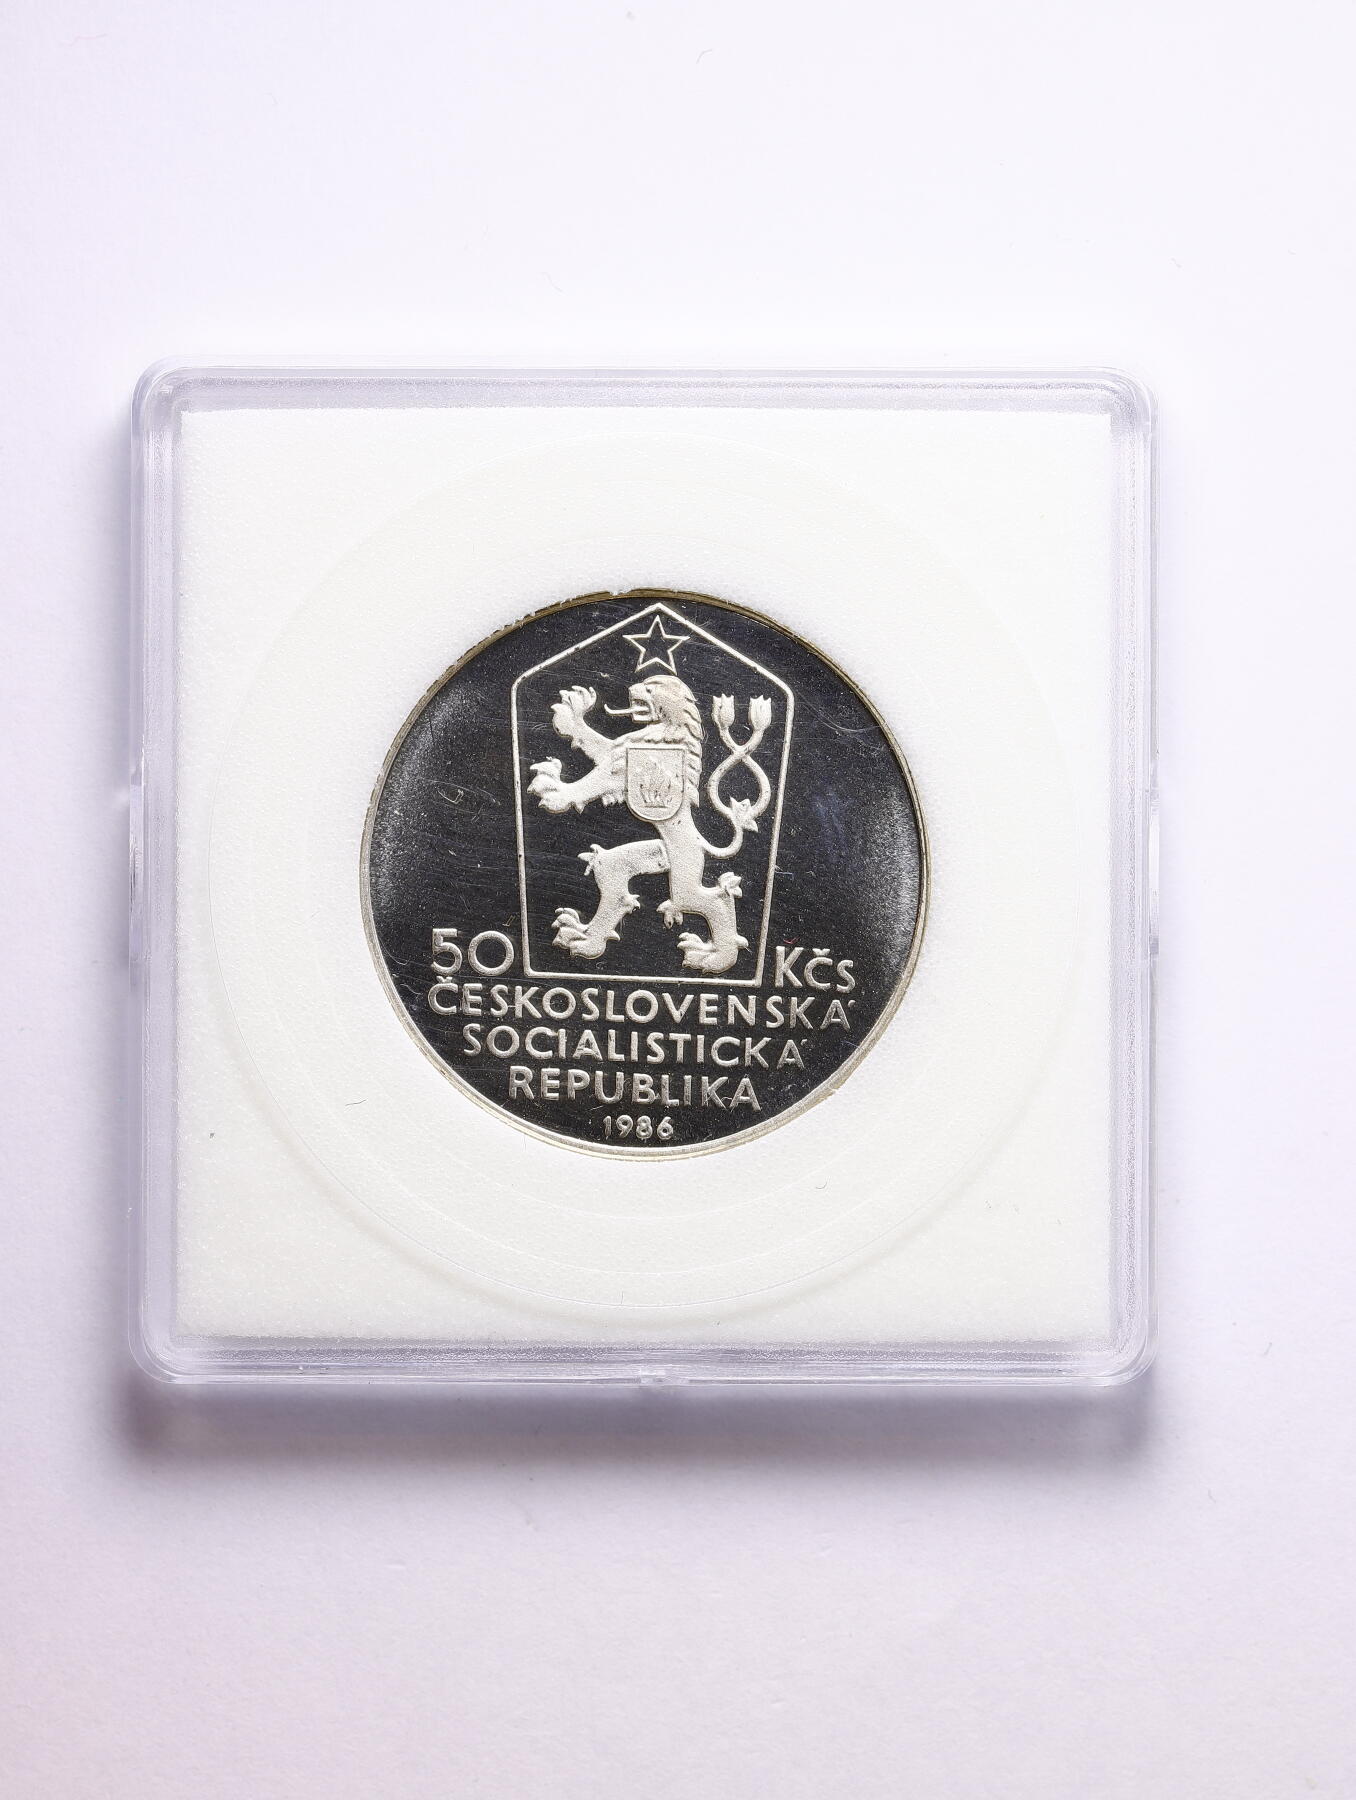 50 Kčs
ČESKOSLOVENSKÁ
SOCIALISTICKÁ
REPUBLIKA
1986